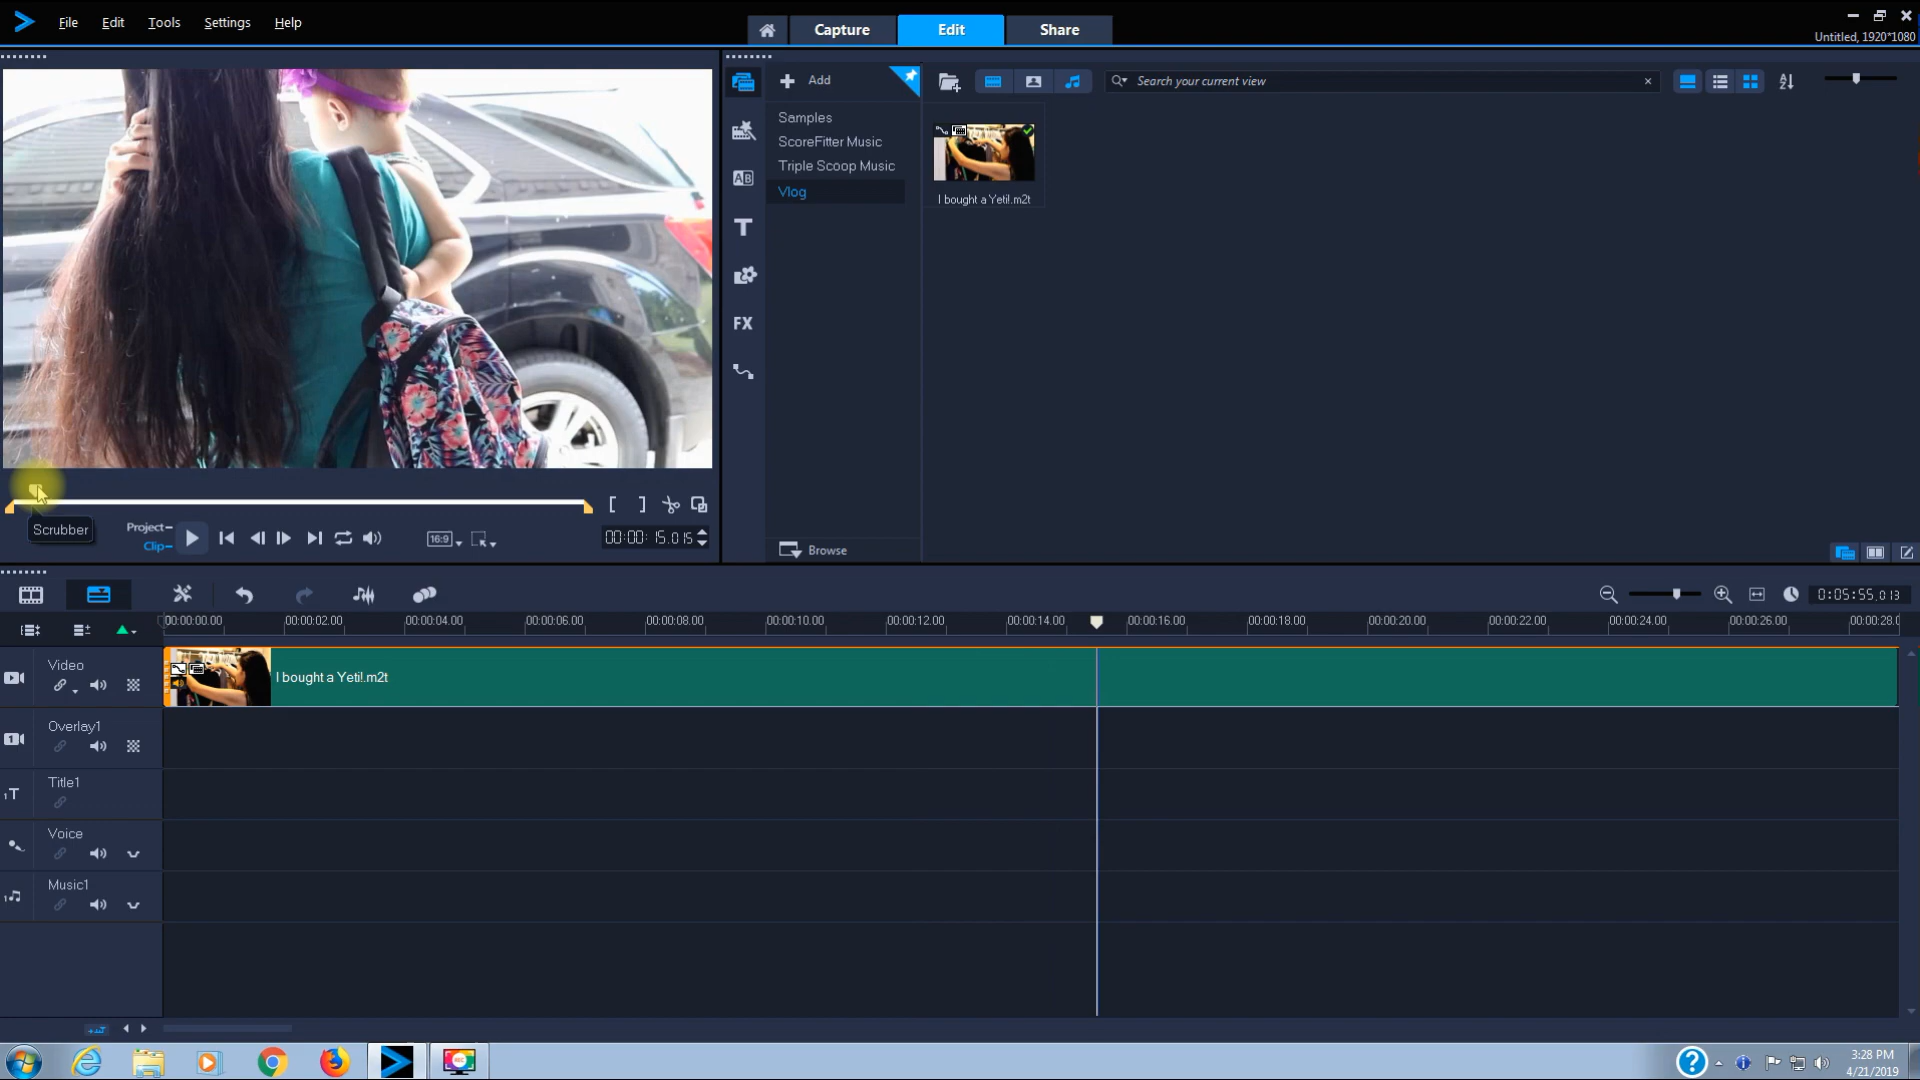 File Edit Tools Settings Help
Capture Edit Share
Untitled, 1920*1080
Add
Search your current view
Samples
ScoreFitter Music
Triple Scoop Music
Vlog
AB
T
FX
I bought a Yeti!.m2t
Scrubber
Project
Clip
16:9
00:00:15.015
Browse
0:05:55.013
00:00:00.00 00:00:02.00 00:00:04.00 00:00:06.00 00:00:08.00 00:00:10.00 00:00:12.00 00:00:14.00 00:00:16.00 00:00:18.00 00:00:20.00 00:00:22.00 00:00:24.00 00:00:26.00 00:00:28.0
Video
I bought a Yeti!.m2t
Overlay1
Title1
Voice
Music1
3:28 PM
4/21/2019